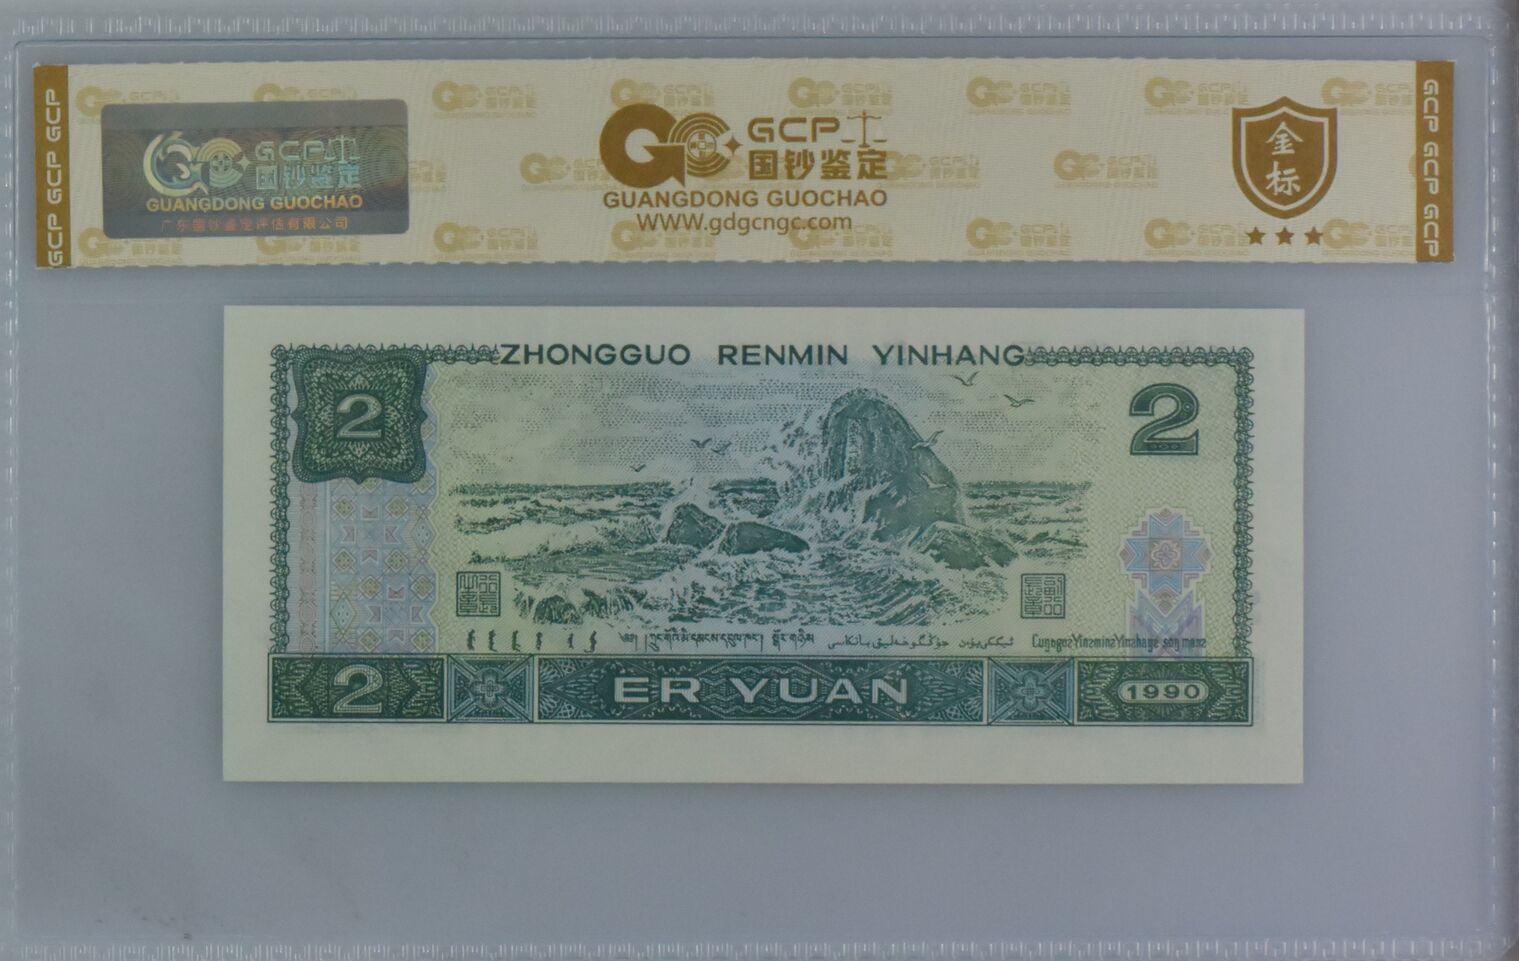 GCP GCP GCP
GCP
国钞鉴定
GUANGDONG GUOCHAO
广东国钞鉴定评估有限公司
GCP
国钞鉴定
GUANGDONG GUOCHAO
WWW.gdgcngc.com
金标
GCP GCP GCP
ZHONGGUO RENMIN YINHANG
2
2
2
ER YUAN
1990